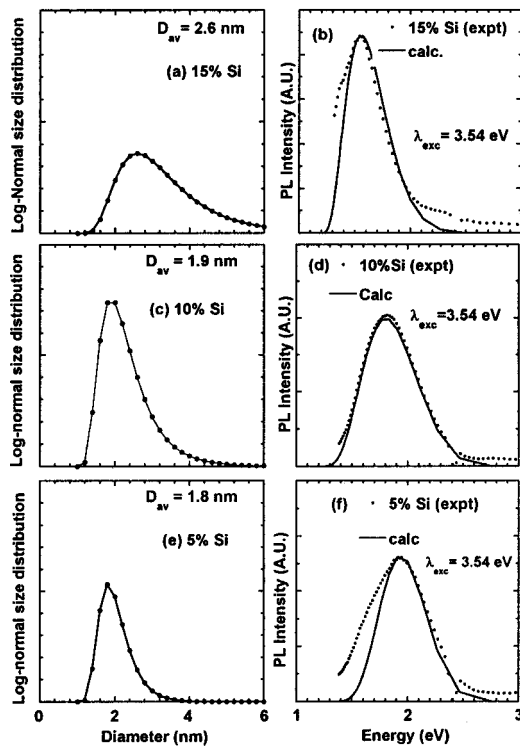 D_av = 2.6 nm
(a) 15% Si
Log-Normal size distribution
(b)
15% Si (expt)
calc.
λ_exc = 3.54 eV
PL Intensity (A.U.)
D_av = 1.9 nm
(c) 10% Si
Log-normal size distribution
(d)
10%Si (expt)
Calc
λ_exc=3.54 eV
PL Intensity (A.U.)
D_av = 1.8 nm
(e) 5% Si
Log-normal size distribution
0 2 4 6
Diameter (nm)
(f)
5% Si (expt)
calc
λ_exc = 3.54 eV
PL Intensity (A.U.)
1 2 3
Energy (eV)